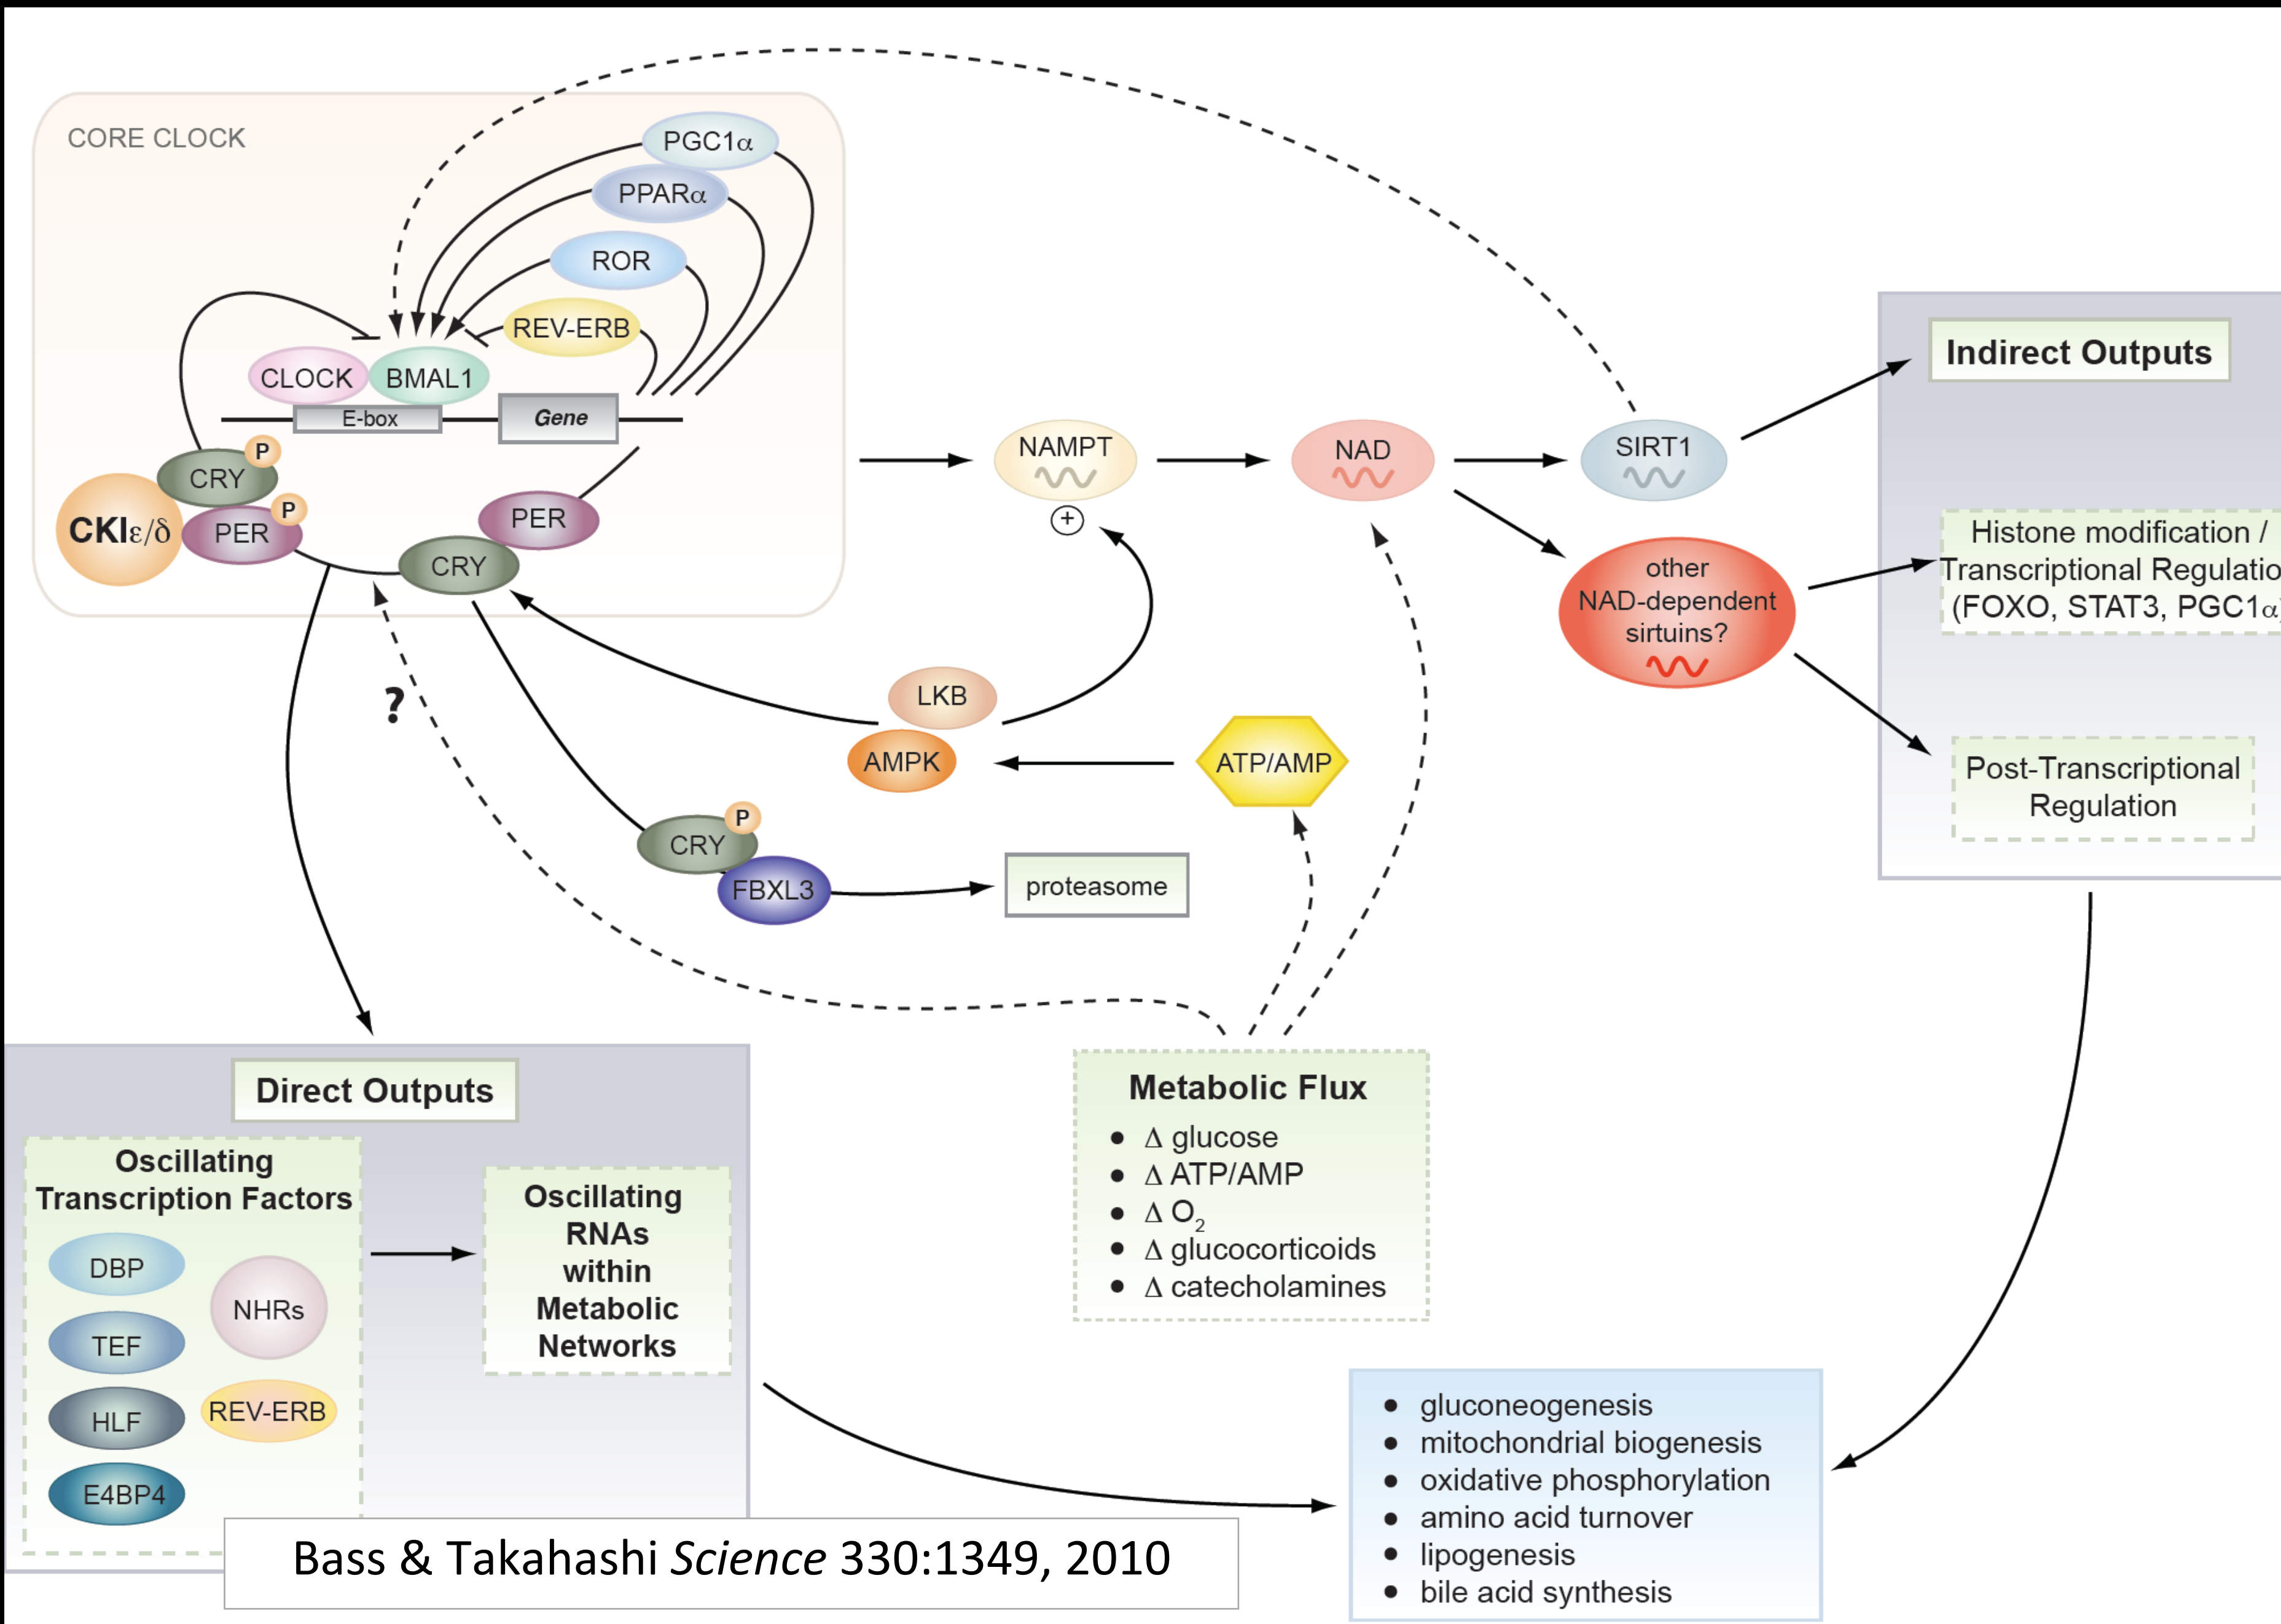 CORE CLOCK
PGC1α
PPARα
ROR
REV-ERB
CLOCK
BMAL1
E-box
Gene
P
CRY
CKIε/δ
P
PER
PER
CRY
NAMPT
+
NAD
SIRT1
other
NAD-dependent
sirtuins?
Indirect Outputs
Histone modification /
Transcriptional Regulatio
(FOXO, STAT3, PGC1α)
Post-Transcriptional
Regulation
?
LKB
AMPK
ATP/AMP
P
CRY
FBXL3
proteasome
Direct Outputs
Oscillating
Transcription Factors
DBP
TEF
HLF
E4BP4
NHRs
REV-ERB
Oscillating
RNAs
within
Metabolic
Networks
Metabolic Flux
• Δ glucose
• Δ ATP/AMP
• Δ O₂
• Δ glucocorticoids
• Δ catecholamines
• gluconeogenesis
• mitochondrial biogenesis
• oxidative phosphorylation
• amino acid turnover
• lipogenesis
• bile acid synthesis
Bass & Takahashi Science 330:1349, 2010